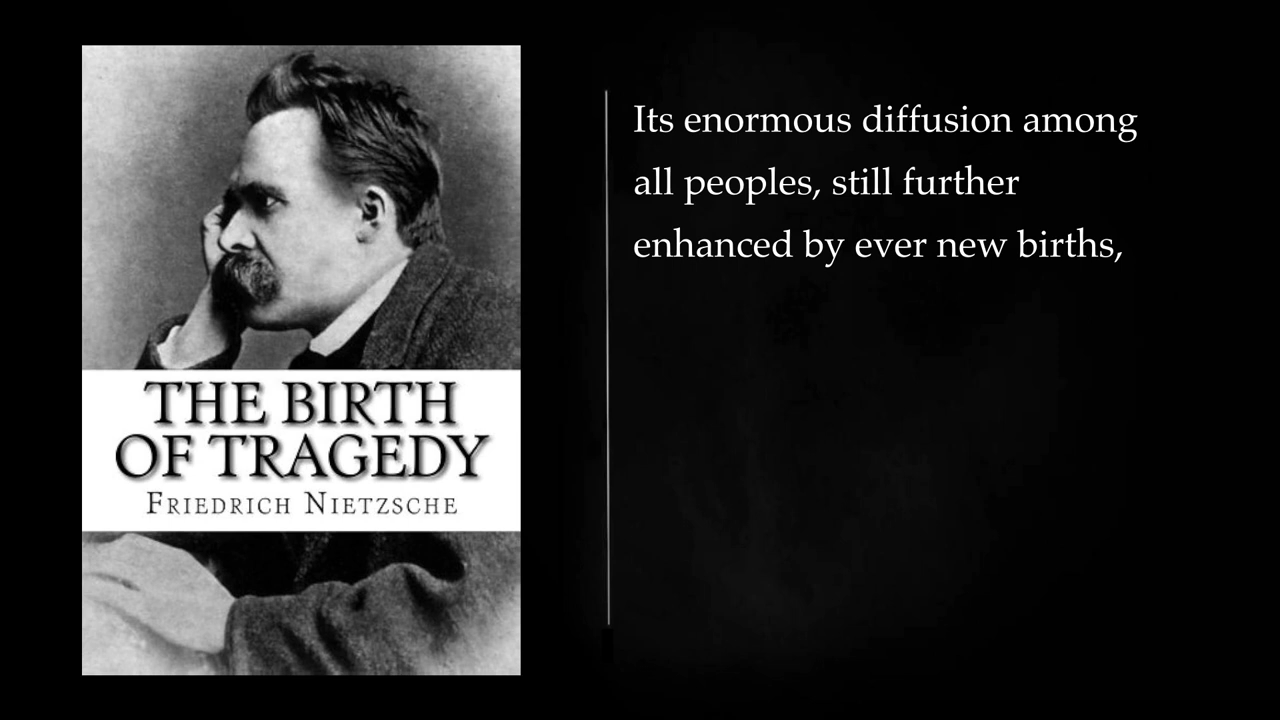 THE BIRTH
OF TRAGEDY
FRIEDRICH NIETZSCHE
Its enormous diffusion among
all peoples, still further
enhanced by ever new births,